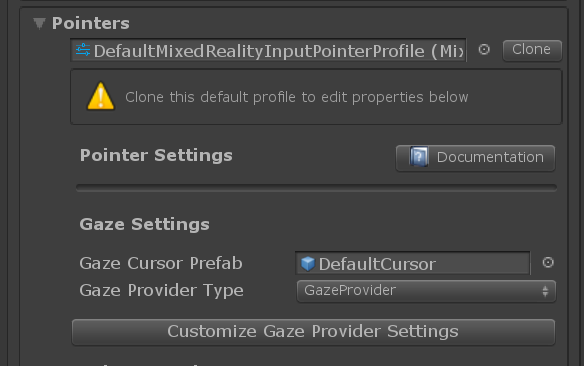 Pointers
DefaultMixedRealityInputPointerProfile (Mix
Clone
Clone this default profile to edit properties below
Pointer Settings
Documentation
Gaze Settings
Gaze Cursor Prefab
DefaultCursor
Gaze Provider Type
GazeProvider
Customize Gaze Provider Settings